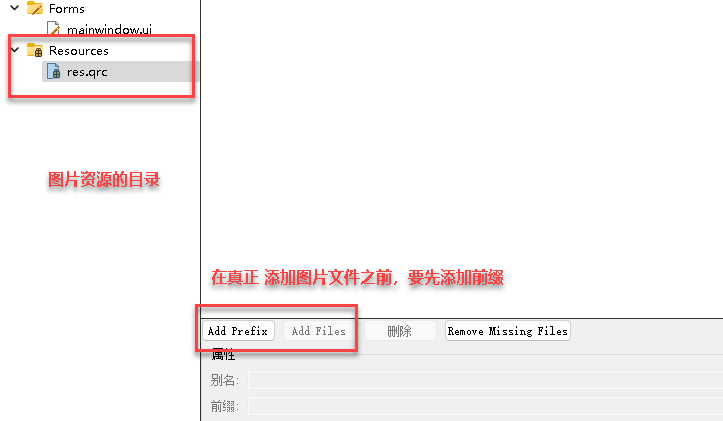 Forms
mainwindow.ui
Resources
res.qrc
图片资源的目录
在真正 添加图片文件之前，要先添加前缀
Add Prefix Add Files 删除 Remove Missing Files
属性
别名:
前缀: